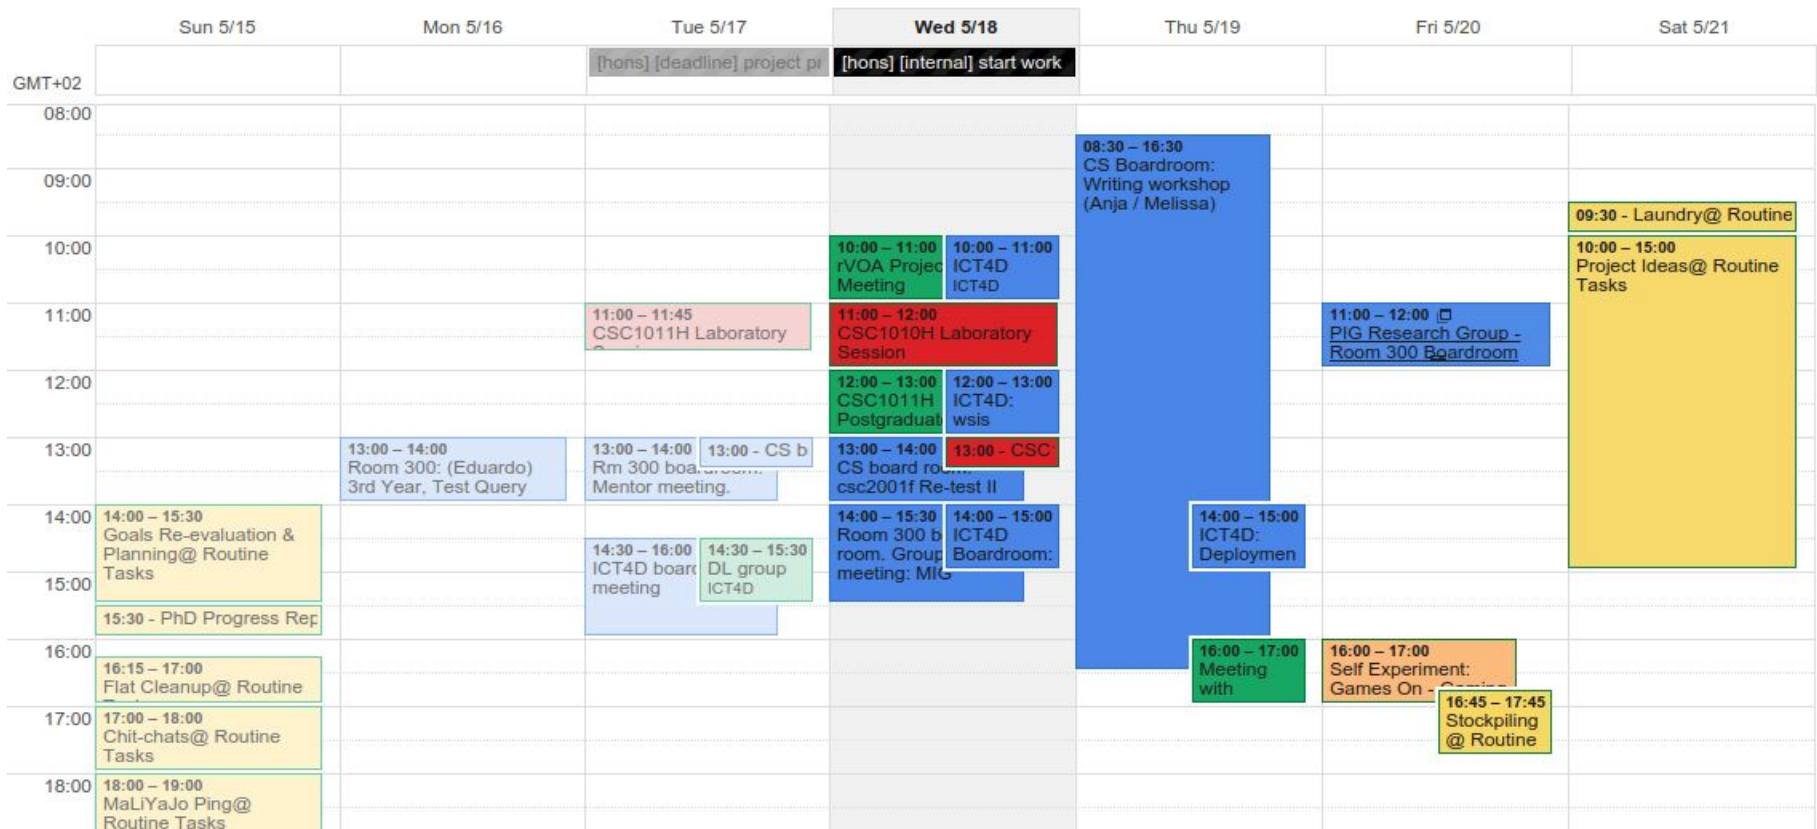 Sun 5/15
Mon 5/16
Tue 5/17
Wed 5/18
Thu 5/19
Fri 5/20
Sat 5/21
GMT+02
[hons] [deadline] project pr
[hons] [internal] start work
08:00
09:00
10:00
11:00
12:00
13:00
14:00
15:00
16:00
17:00
18:00
14:00 – 15:30
Goals Re-evaluation &
Planning@ Routine
Tasks
15:30 - PhD Progress Rep
16:15 – 17:00
Flat Cleanup@ Routine
17:00 – 18:00
Chit-chats@ Routine
Tasks
18:00 – 19:00
MaLiYaJo Ping@
Routine Tasks
13:00 – 14:00
Room 300: (Eduardo)
3rd Year, Test Query
11:00 – 11:45
CSC1011H Laboratory
13:00 – 14:00
Rm 300 boardroom:
Mentor meeting.
13:00 - CS b
14:30 – 16:00
ICT4D board
meeting
14:30 – 15:30
DL group
ICT4D
10:00 – 11:00
rVOA Projec
Meeting
10:00 – 11:00
ICT4D
ICT4D
11:00 – 12:00
CSC1010H Laboratory
Session
12:00 – 13:00
CSC1011H
Postgraduat
12:00 – 13:00
ICT4D:
wsis
13:00 – 14:00
CS board room:
csc2001f Re-test II
13:00 - CSC
14:00 – 15:30
Room 300 b
room. Group
meeting: MIG
14:00 – 15:00
ICT4D
Boardroom:
08:30 – 16:30
CS Boardroom:
Writing workshop
(Anja / Melissa)
14:00 – 15:00
ICT4D:
Deploymen
16:00 – 17:00
Meeting
with
11:00 – 12:00
PIG Research Group -
Room 300 Boardroom
16:00 – 17:00
Self Experiment:
Games On - Gaming
16:45 – 17:45
Stockpiling
@ Routine
09:30 - Laundry@ Routine
10:00 – 15:00
Project Ideas@ Routine
Tasks